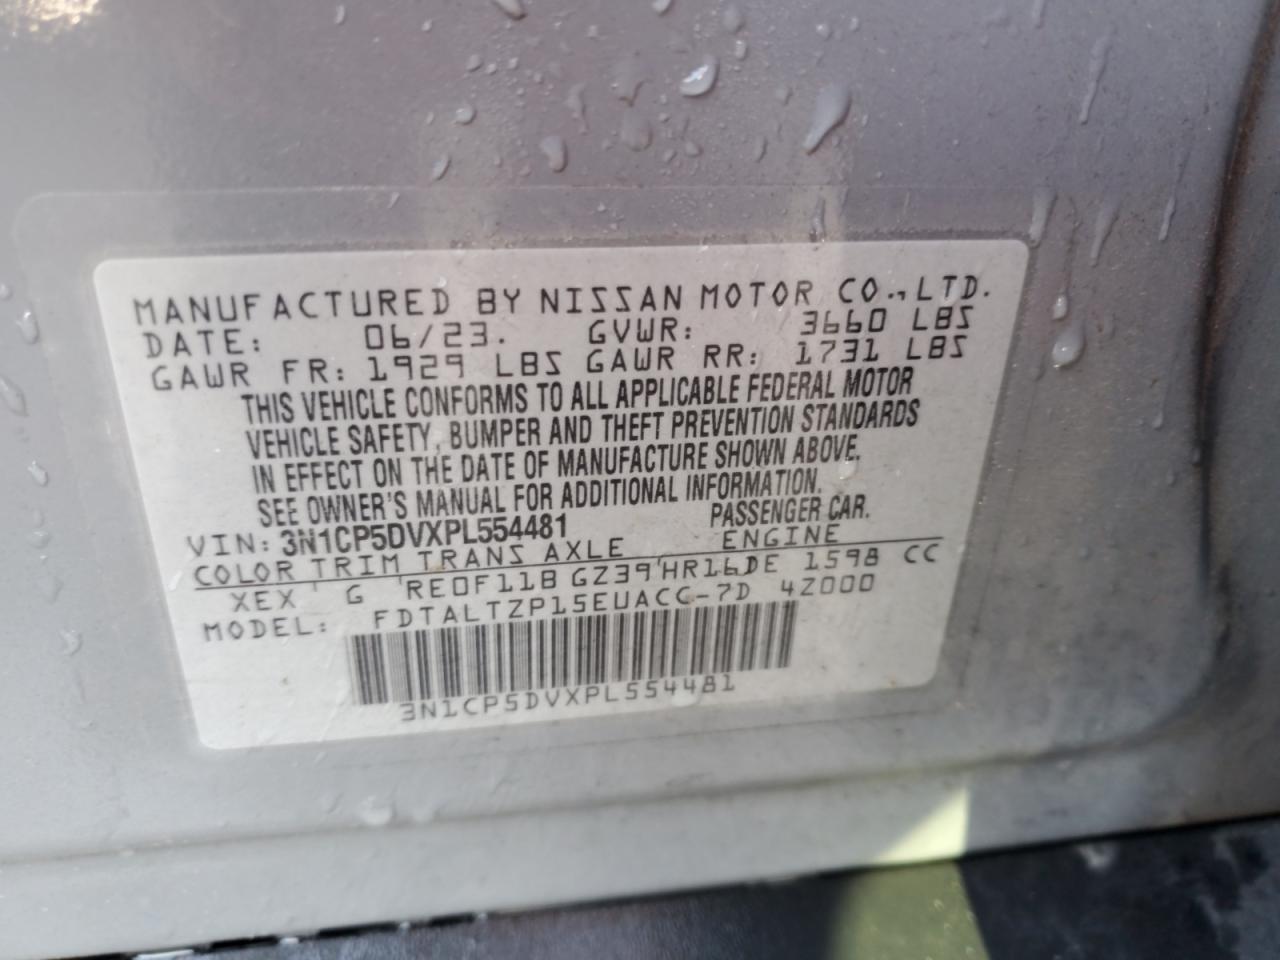 MANUFACTURED BY NISSAN MOTOR CO., LTD.
DATE: 06/23. GVWR: 3660 LBS
GAWR FR: 1929 LBS GAWR RR: 1731 LBS
THIS VEHICLE CONFORMS TO ALL APPLICABLE FEDERAL MOTOR
VEHICLE SAFETY, BUMPER AND THEFT PREVENTION STANDARDS
IN EFFECT ON THE DATE OF MANUFACTURE SHOWN ABOVE.
SEE OWNER'S MANUAL FOR ADDITIONAL INFORMATION.
VIN: 3N1CP5DVXPL554481 PASSENGER CAR.
COLOR TRIM TRANS AXLE ENGINE
XEX G RE0F11B GZ39 HR16DE 1598 CC
MODEL: FDTALTZP15EUACC-7D 4Z000
3N1CP5DVXPL554481